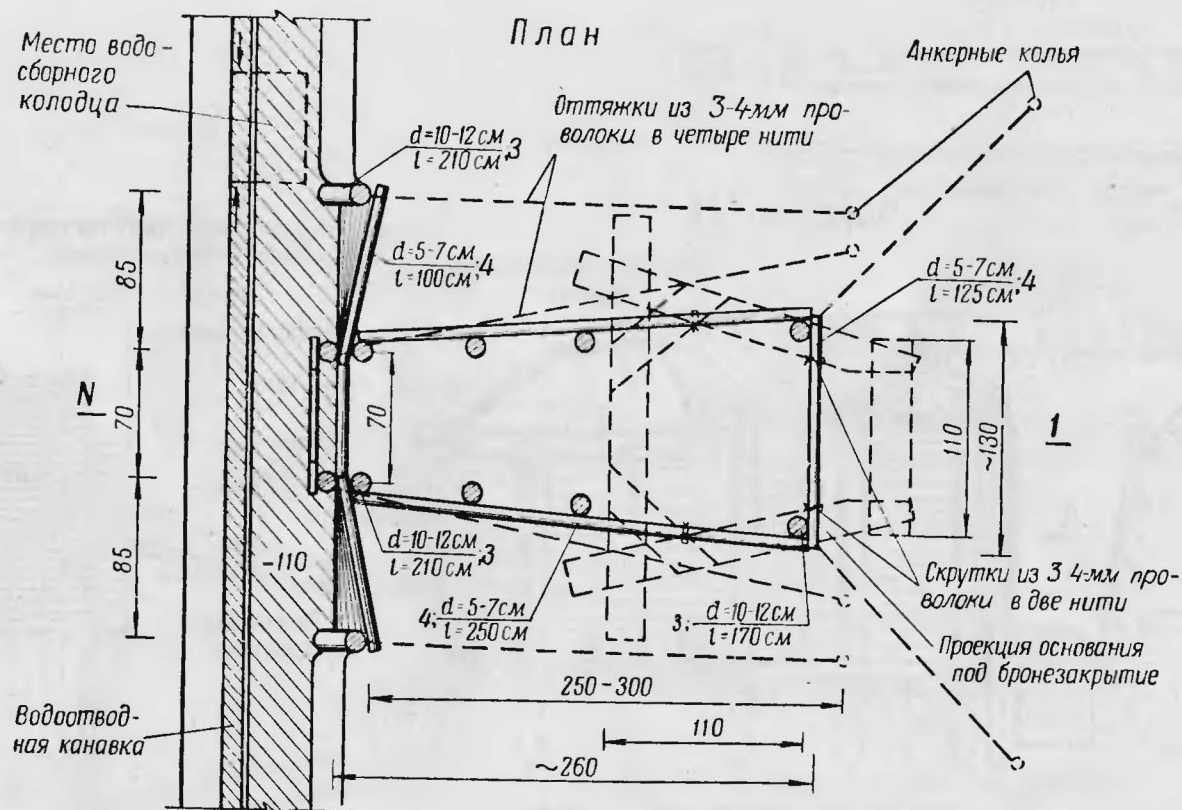 План
Место водо-
сборного
колодца
Анкерные колья
Оттяжки из 3-4-мм про-
волоки в четыре нити
d=10-12см
l=210см;3
d=5-7см
l=100см;4
d=5-7см
l=125см;4
85
N
70
70
110
~130
1
85
-110
d=10-12см
l=210см;3
4; d=5-7см
l=250см
3; d=10-12см
l=170см
Скрутки из 3 4-мм про-
волоки в две нити
Проекция основания
под бронезакрытие
Водоотвод-
ная канавка
250-300
110
~260